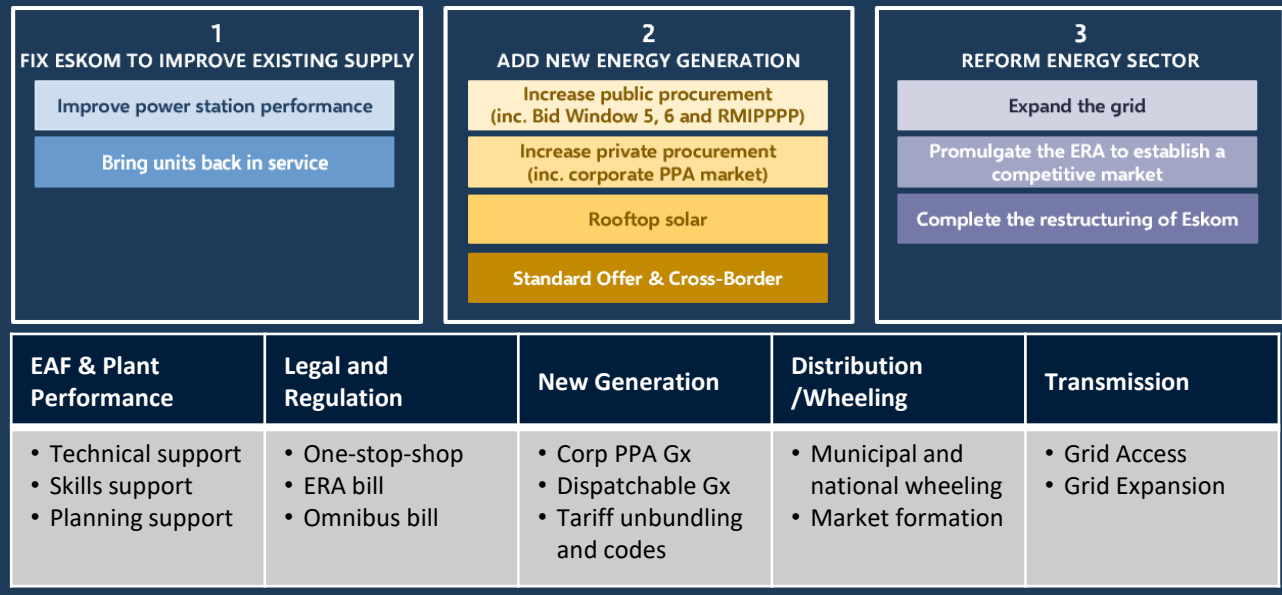 1
FIX ESKOM TO IMPROVE EXISTING SUPPLY
Improve power station performance
Bring units back in service
2
ADD NEW ENERGY GENERATION
Increase public procurement
(inc. Bid Window 5, 6 and RMIPPPP)
Increase private procurement
(inc. corporate PPA market)
Rooftop solar
Standard Offer & Cross-Border
3
REFORM ENERGY SECTOR
Expand the grid
Promulgate the ERA to establish a
competitive market
Complete the restructuring of Eskom
EAF & Plant
Performance
• Technical support
• Skills support
• Planning support
Legal and
Regulation
• One-stop-shop
• ERA bill
• Omnibus bill
New Generation
• Corp PPA Gx
• Dispatchable Gx
• Tariff unbundling
and codes
Distribution
/Wheeling
• Municipal and
national wheeling
• Market formation
Transmission
• Grid Access
• Grid Expansion